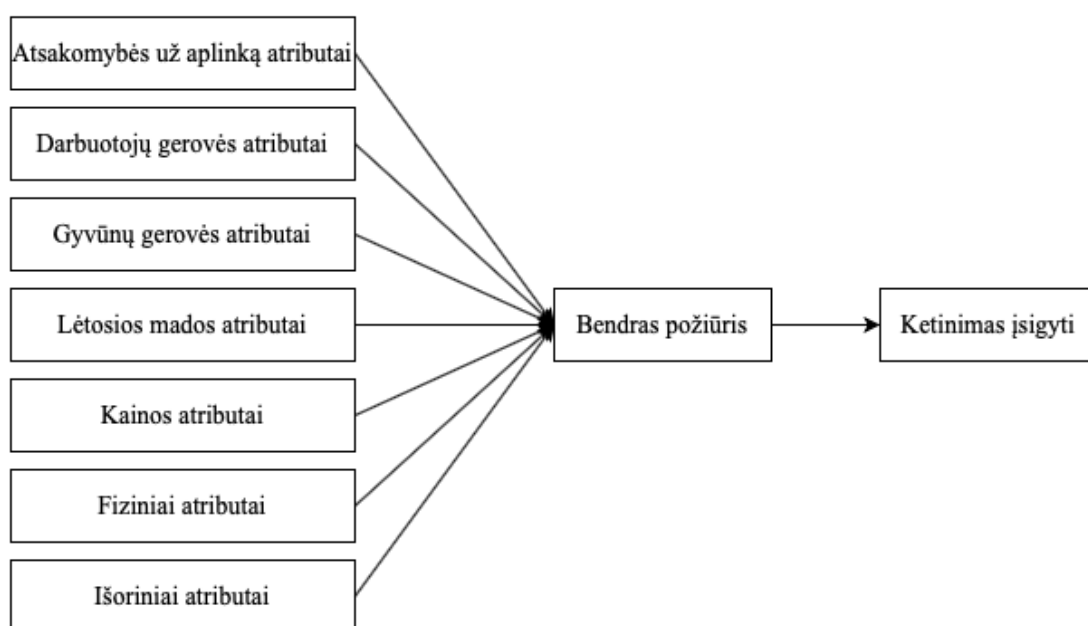 Atsakomybės už aplinką atributai
Darbuotojų gerovės atributai
Gyvūnų gerovės atributai
Lėtosios mados atributai
Bendras požiūris
Ketinimas įsigyti
Kainos atributai
Fiziniai atributai
Išoriniai atributai